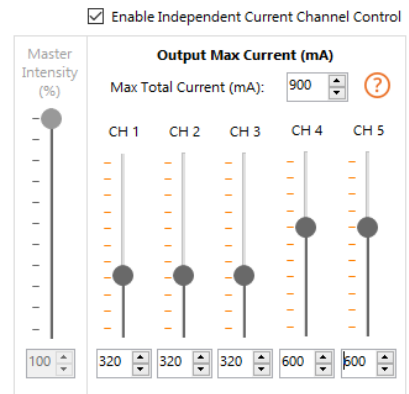 Enable Independent Current Channel Control
Master
Intensity
(%)
Output Max Current (mA)
Max Total Current (mA): 900 ?
CH 1 CH 2 CH 3 CH 4 CH 5
100 320 320 320 600 600